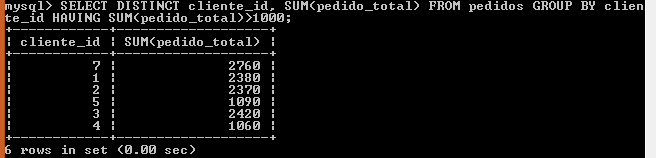 mysql> SELECT DISTINCT cliente_id, SUM(pedido_total) FROM pedidos GROUP BY clien
te_id HAVING SUM(pedido_total)>1000;
+------------+-------------------+
| cliente_id | SUM(pedido_total) |
+------------+-------------------+
|          7 |              2760 |
|          1 |              2380 |
|          2 |              2370 |
|          5 |              1090 |
|          3 |              2420 |
|          4 |              1060 |
+------------+-------------------+
6 rows in set (0.00 sec)